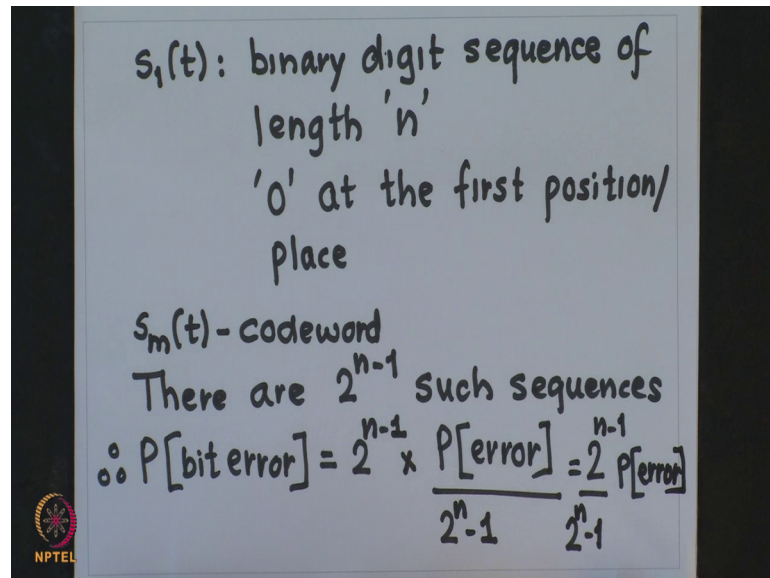 s₁(t): binary digit sequence of
length 'n'
'0' at the first position/
place
sₘ(t) - codeword
There are 2ⁿ⁻¹ such sequences
∴ P[bit error] = 2ⁿ⁻¹ × P[error] / 2ⁿ-1 = 2ⁿ⁻¹ / 2ⁿ-1 P[error]
NPTEL